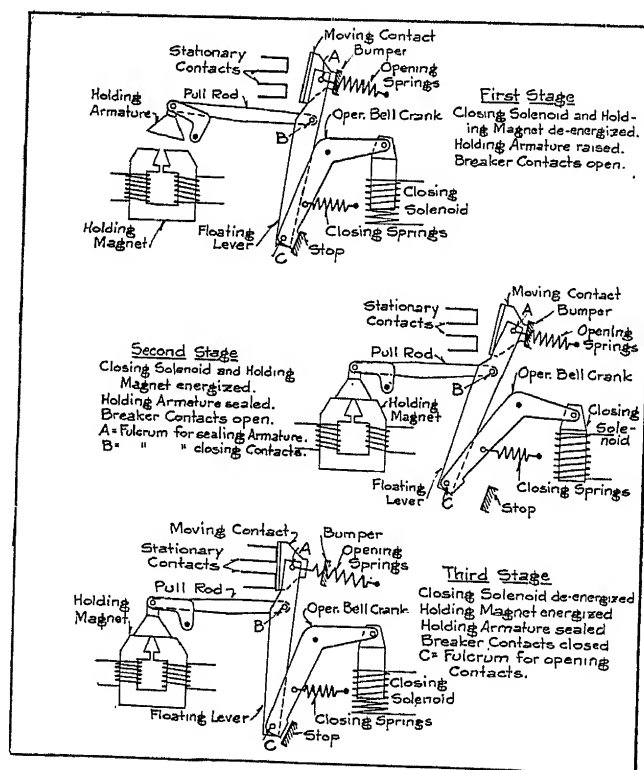 Moving Contact
A
Bumper
Stationary
Contacts
Opening
Springs
Pull Rod
Holding
Armature
Oper. Bell Crank
B
First Stage
Closing Solenoid and Hold-
ing Magnet de-energized.
Holding Armature raised.
Breaker Contacts open.
Closing
Solenoid
Holding
Magnet
Floating
Lever
Closing Springs
C
Stop
Moving Contact
A
Bumper
Stationary
Contacts
Opening
Springs
Pull Rod
B
Oper. Bell Crank
Second Stage
Closing Solenoid and Holding
Magnet energized.
Holding Armature sealed.
Breaker Contacts open.
A=Fulcrum for sealing Armature.
B= " " closing Contacts.
Holding
Magnet
Closing
Sole-
noid
Floating
Lever
Closing Springs
C
Stop
Moving Contact
A
Bumper
Stationary
Contacts
Opening
Springs
Pull Rod
Holding
Magnet
B
Oper. Bell Crank
Third Stage
Closing Solenoid de-energized
Holding Magnet energized
Holding Armature sealed
Breaker Contacts closed
C= Fulcrum for opening
Contacts.
Closing
Solenoid
Floating Lever
Closing Springs
C
Stop